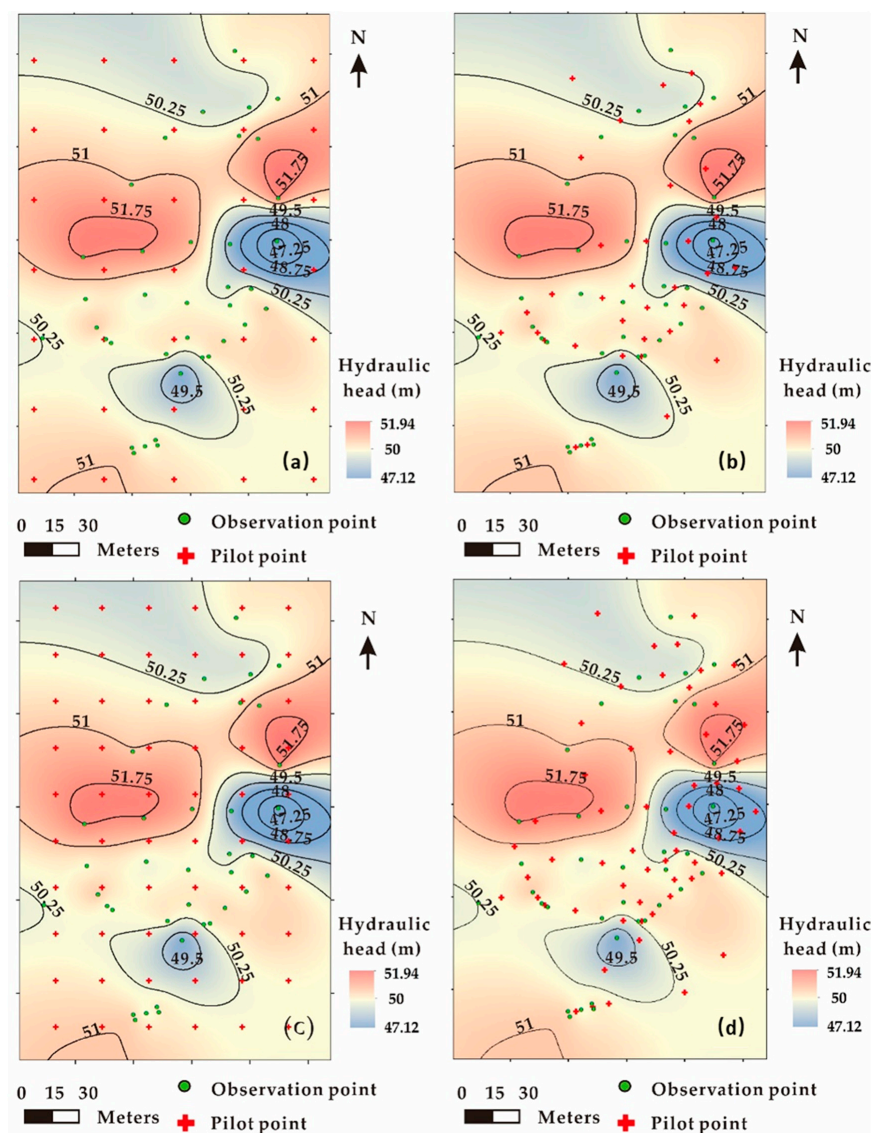 N
50.25
51
51.75
51
51.75
49.5
48
47.25
48.75
50.25
50.25
49.5
50.25
51
(a)
Hydraulic
head (m)
51.94
50
47.12
0 15 30
Meters
Observation point
Pilot point
N
50.25
51
51.75
51
51.75
49.5
48
47.25
48.75
50.25
50.25
49.5
50.25
51
(b)
Hydraulic
head (m)
51.94
50
47.12
0 15 30
Meters
Observation point
Pilot point
N
50.25
51
51.75
51
51.75
49.5
48
47.25
48.75
50.25
50.25
49.5
50.25
51
(C)
Hydraulic
head (m)
51.94
50
47.12
0 15 30
Meters
Observation point
Pilot point
N
50.25
51
51.75
51
51.75
49.5
48
47.25
48.75
50.25
50.25
49.5
50.25
51
(d)
Hydraulic
head (m)
51.94
50
47.12
0 15 30
Meters
Observation point
Pilot point